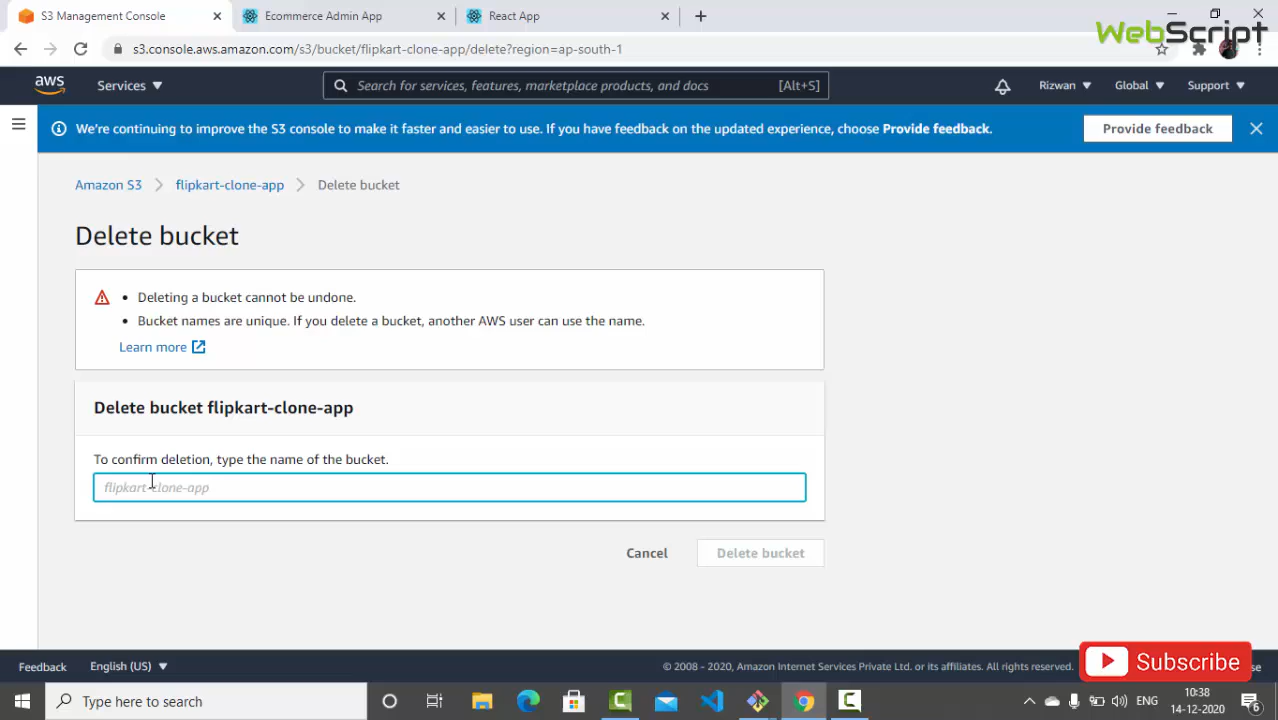 S3 Management Console
Ecommerce Admin App
React App
WebScript
s3.console.aws.amazon.com/s3/bucket/flipkart-clone-app/delete?region=ap-south-1
aws
Services
Search for services, features, marketplace products, and docs
[Alt+S]
Rizwan
Global
Support
We're continuing to improve the S3 console to make it faster and easier to use. If you have feedback on the updated experience, choose Provide feedback.
Provide feedback
Amazon S3
flipkart-clone-app
Delete bucket
Delete bucket
Deleting a bucket cannot be undone.
Bucket names are unique. If you delete a bucket, another AWS user can use the name.
Learn more
Delete bucket flipkart-clone-app
To confirm deletion, type the name of the bucket.
flipkart-clone-app
Cancel
Delete bucket
Feedback
English (US)
© 2008 - 2020, Amazon Internet Services Private Ltd. or its affiliates. All rights reserved.
Subscribe
Type here to search
ENG
10:38
14-12-2020
6